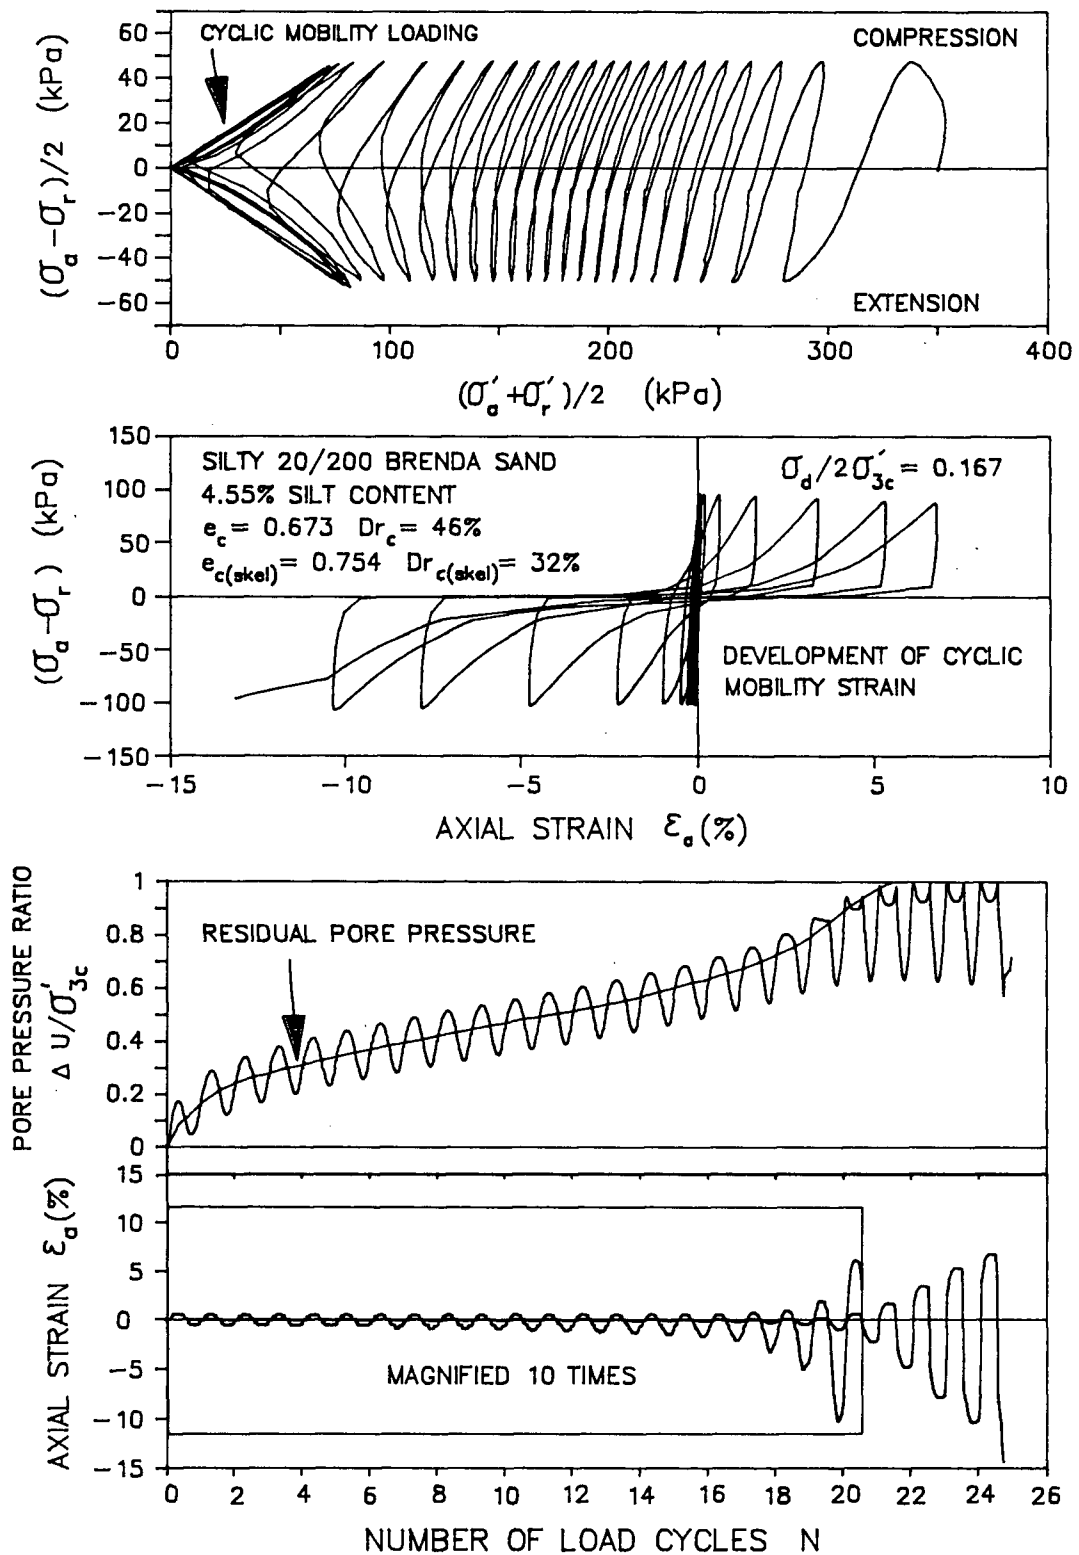 60
40
20
0
−20
−40
−60
(σa−σr)/2 (kPa)
CYCLIC MOBILITY LOADING
COMPRESSION
EXTENSION
0 100 200 300 400
(σa′+σr′)/2 (kPa)
150
100
50
0
−50
−100
−150
(σa−σr) (kPa)
SILTY 20/200 BRENDA SAND
4.55% SILT CONTENT
ec= 0.673 Drc= 46%
ec(skel)= 0.754 Drc(skel)= 32%
σd/2σ3c′= 0.167
DEVELOPMENT OF CYCLIC
MOBILITY STRAIN
−15 −10 −5 0 5 10
AXIAL STRAIN Ɛa(%)
PORE PRESSURE RATIO
Δ U/σ3c′
1
0.8
0.6
0.4
0.2
0
RESIDUAL PORE PRESSURE
AXIAL STRAIN Ɛa(%)
15
10
5
0
−5
−10
−15
MAGNIFIED 10 TIMES
0 2 4 6 8 10 12 14 16 18 20 22 24 26
NUMBER OF LOAD CYCLES N